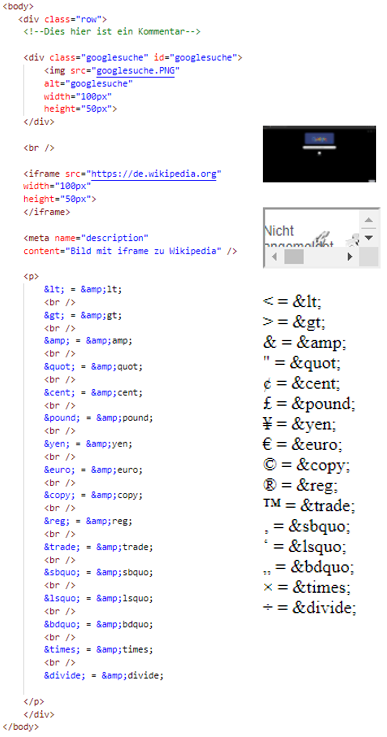 <body>
<div class="row">
<!--Dies hier ist ein Kommentar-->
<div class="googlesuche" id="googlesuche">
<img src="googlesuche.PNG"
alt="googlesuche"
width="100px"
height="50px">
</div>
<br />
<iframe src="https://de.wikipedia.org"
width="100px"
height="50px">
</iframe>
<meta name="description"
content="Bild mit iframe zu Wikipedia" />
<p>
&lt; = &amp;lt;
<br />
&gt; = &amp;gt;
<br />
&amp; = &amp;amp;
<br />
&quot; = &amp;quot;
<br />
&cent; = &amp;cent;
<br />
&pound; = &amp;pound;
<br />
&yen; = &amp;yen;
<br />
&euro; = &amp;euro;
<br />
&copy; = &amp;copy;
<br />
&reg; = &amp;reg;
<br />
&trade; = &amp;trade;
<br />
&sbquo; = &amp;sbquo;
<br />
&lsquo; = &amp;lsquo;
<br />
&bdquo; = &amp;bdquo;
<br />
&times; = &amp;times;
<br />
&divide; = &amp;divide;
</p>
</div>
</body>
Nicht
angemeldet
< = &lt;
> = &gt;
& = &amp;
" = &quot;
¢ = &cent;
£ = &pound;
¥ = &yen;
€ = &euro;
© = &copy;
® = &reg;
™ = &trade;
‚ = &sbquo;
‘ = &lsquo;
„ = &bdquo;
× = &times;
÷ = &divide;